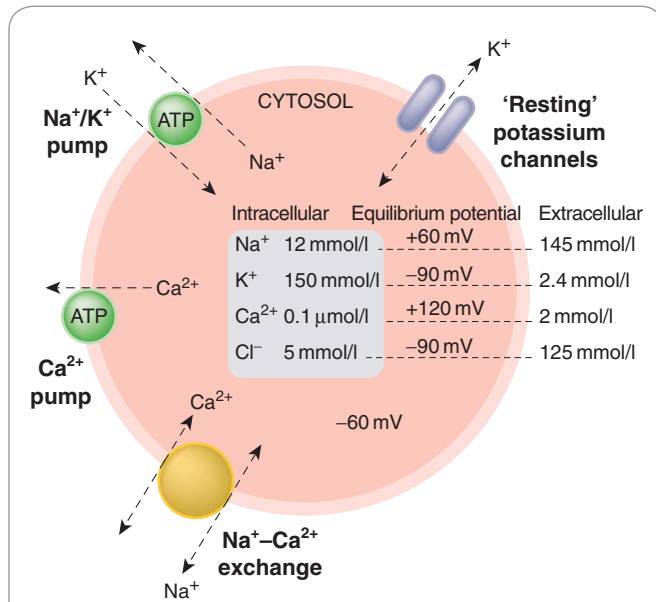 K⁺
K⁺
CYTOSOL
ATP
Na⁺/K⁺
pump
Na⁺
'Resting'
potassium
channels
Intracellular Equilibrium potential Extracellular
Na⁺ 12 mmol/l +60 mV 145 mmol/l
K⁺ 150 mmol/l –90 mV 2.4 mmol/l
Ca²⁺ 0.1 μmol/l +120 mV 2 mmol/l
Cl⁻ 5 mmol/l –90 mV 125 mmol/l
Ca²⁺
ATP
Ca²⁺
pump
Ca²⁺
–60 mV
Na⁺–Ca²⁺
exchange
Na⁺